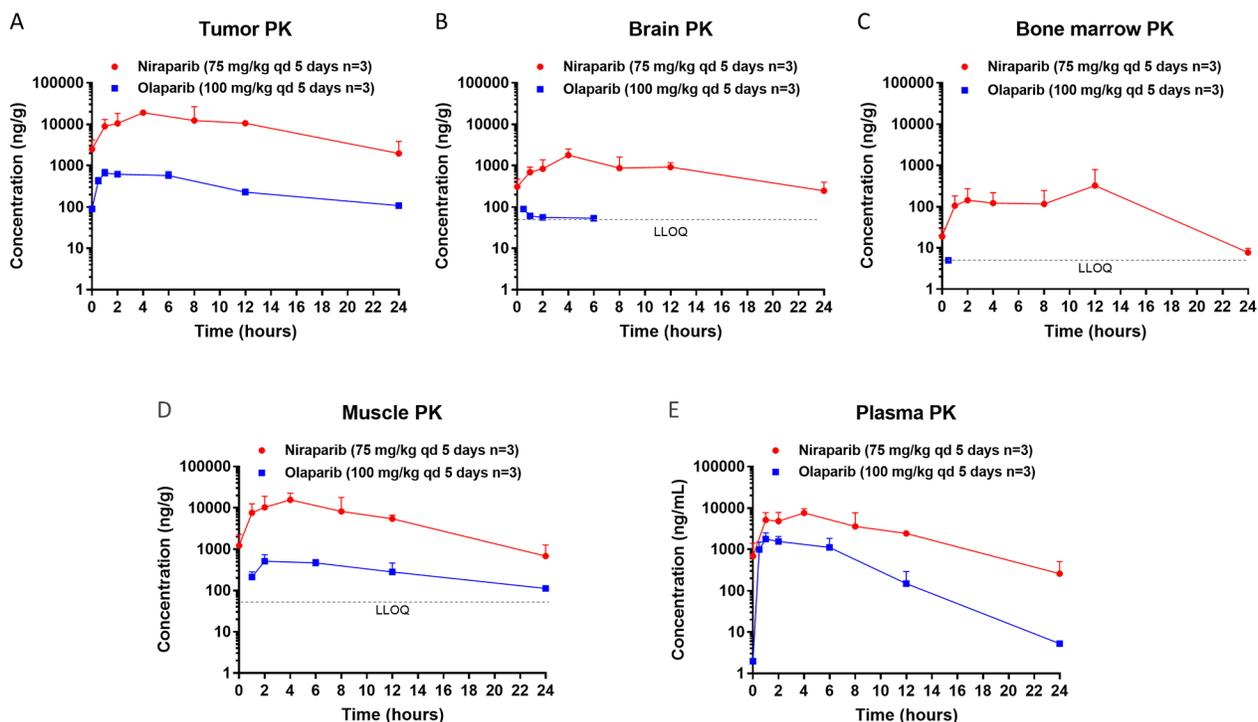 A
Tumor PK
Niraparib (75 mg/kg qd 5 days n=3)
Olaparib (100 mg/kg qd 5 days n=3)
Concentration (ng/g)
100000
10000
1000
100
10
1
0 2 4 6 8 10 12 14 16 18 20 22 24
Time (hours)
B
Brain PK
Niraparib (75 mg/kg qd 5 days n=3)
Olaparib (100 mg/kg qd 5 days n=3)
Concentration (ng/g)
100000
10000
1000
100
10
1
LLOQ
0 2 4 6 8 10 12 14 16 18 20 22 24
Time (hours)
C
Bone marrow PK
Niraparib (75 mg/kg qd 5 days n=3)
Olaparib (100 mg/kg qd 5 days n=3)
Concentration (ng/g)
100000
10000
1000
100
10
1
LLOQ
0 2 4 6 8 10 12 14 16 18 20 22 24
Time (hours)
D
Muscle PK
Niraparib (75 mg/kg qd 5 days n=3)
Olaparib (100 mg/kg qd 5 days n=3)
Concentration (ng/g)
100000
10000
1000
100
10
1
LLOQ
0 2 4 6 8 10 12 14 16 18 20 22 24
Time (hours)
E
Plasma PK
Niraparib (75 mg/kg qd 5 days n=3)
Olaparib (100 mg/kg qd 5 days n=3)
Concentration (ng/mL)
100000
10000
1000
100
10
1
0 2 4 6 8 10 12 14 16 18 20 22 24
Time (hours)